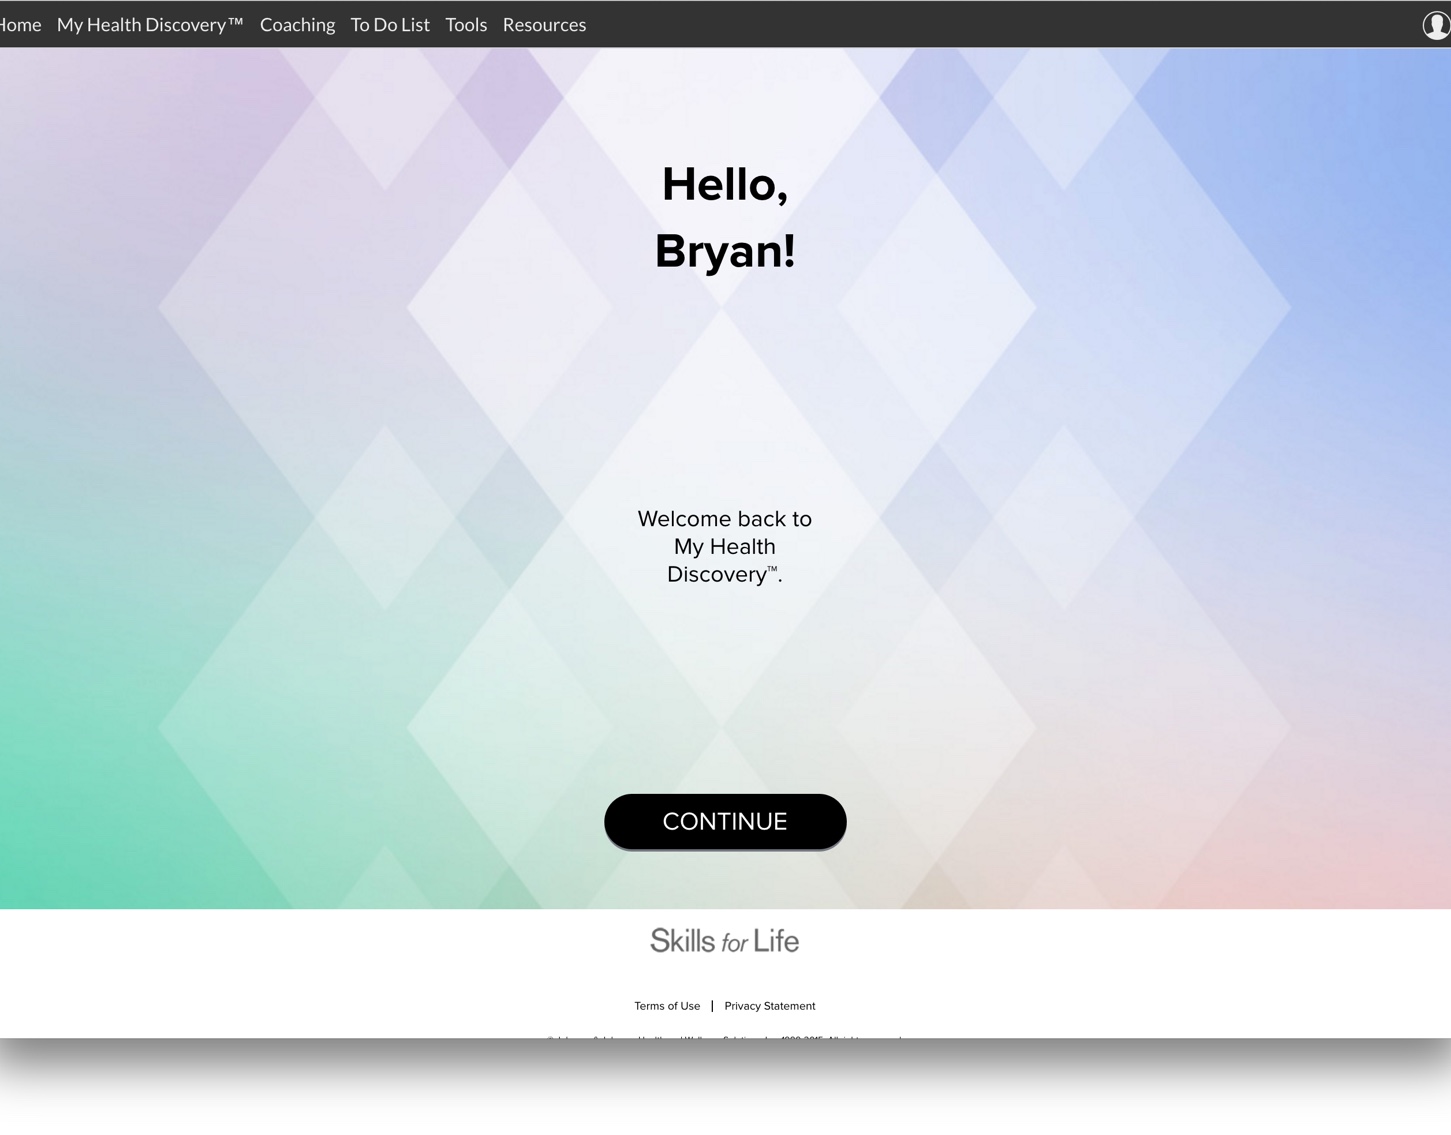 Home My Health Discovery™ Coaching To Do List Tools Resources
Hello,
Bryan!
Welcome back to
My Health
Discovery™.
CONTINUE
Skills for Life
Terms of Use | Privacy Statement